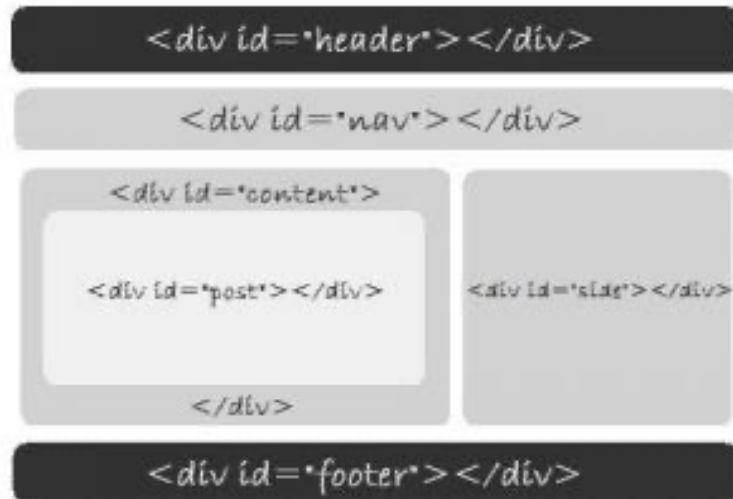 <div id="header"></div>
<div id="nav"></div>
<div id="content">
<div id="post"></div>
</div>
<div id="side"></div>
<div id="footer"></div>